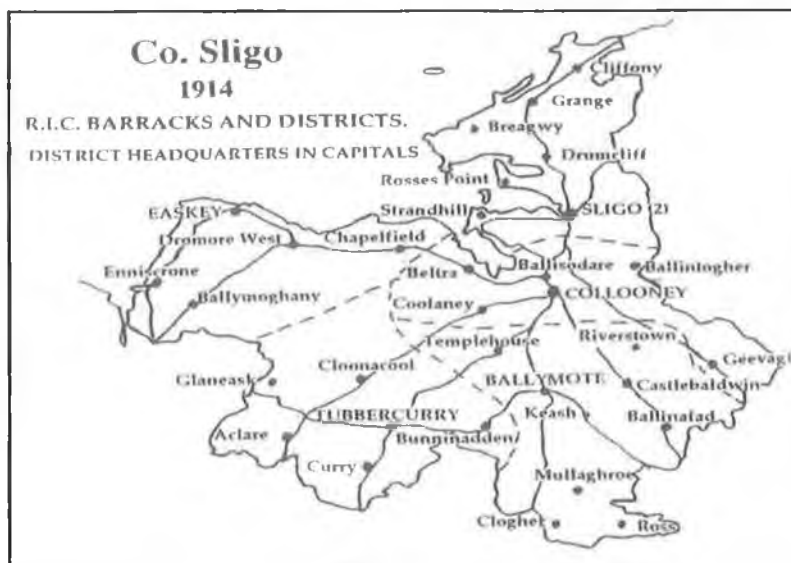 Co. Sligo
1914
R.I.C. BARRACKS AND DISTRICTS.
DISTRICT HEADQUARTERS IN CAPITALS
Cliffony
Grange
Breagwy
Drumcliff
Rosses Point
EASKEY
Strandhill
SLIGO (2)
Dromore West
Chapelfield
Enniscrone
Beltra
Ballisodare
Ballintogher
Ballymoghany
Coolaney
COLLOONEY
Templehouse
Riverstown
Geevagh
Glaneask
Cloonacool
BALLYMOTE
Castlebaldwin
TUBBERCURRY
Keash
Ballinafad
Aclare
Bunninadden
Curry
Mullaghroe
Clogher
Ross